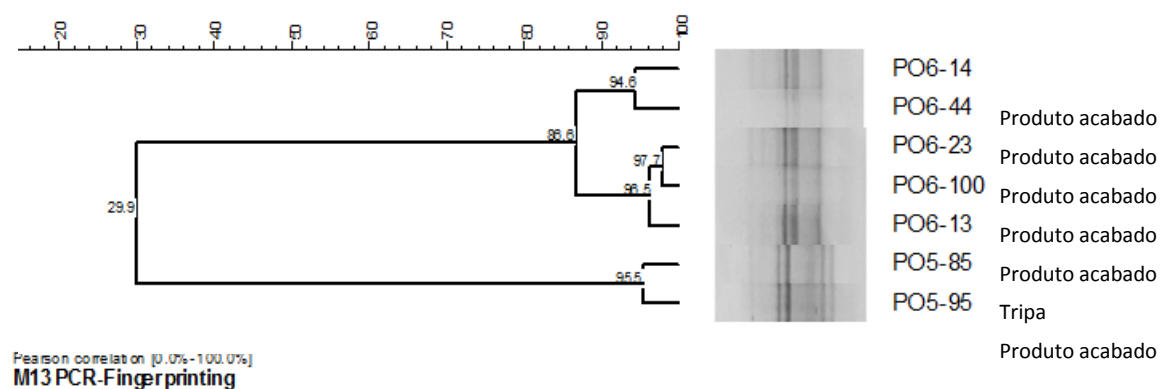 20 30 40 50 60 70 80 90 100
94.6
86.6
97.7
96.5
29.9
95.5
PO6-14
PO6-44 Produto acabado
PO6-23 Produto acabado
PO6-100 Produto acabado
PO6-13 Produto acabado
PO5-85 Produto acabado
PO5-95 Tripa
Produto acabado
Pearson correlation [0.0%-100.0%]
M13 PCR-Fingerprinting